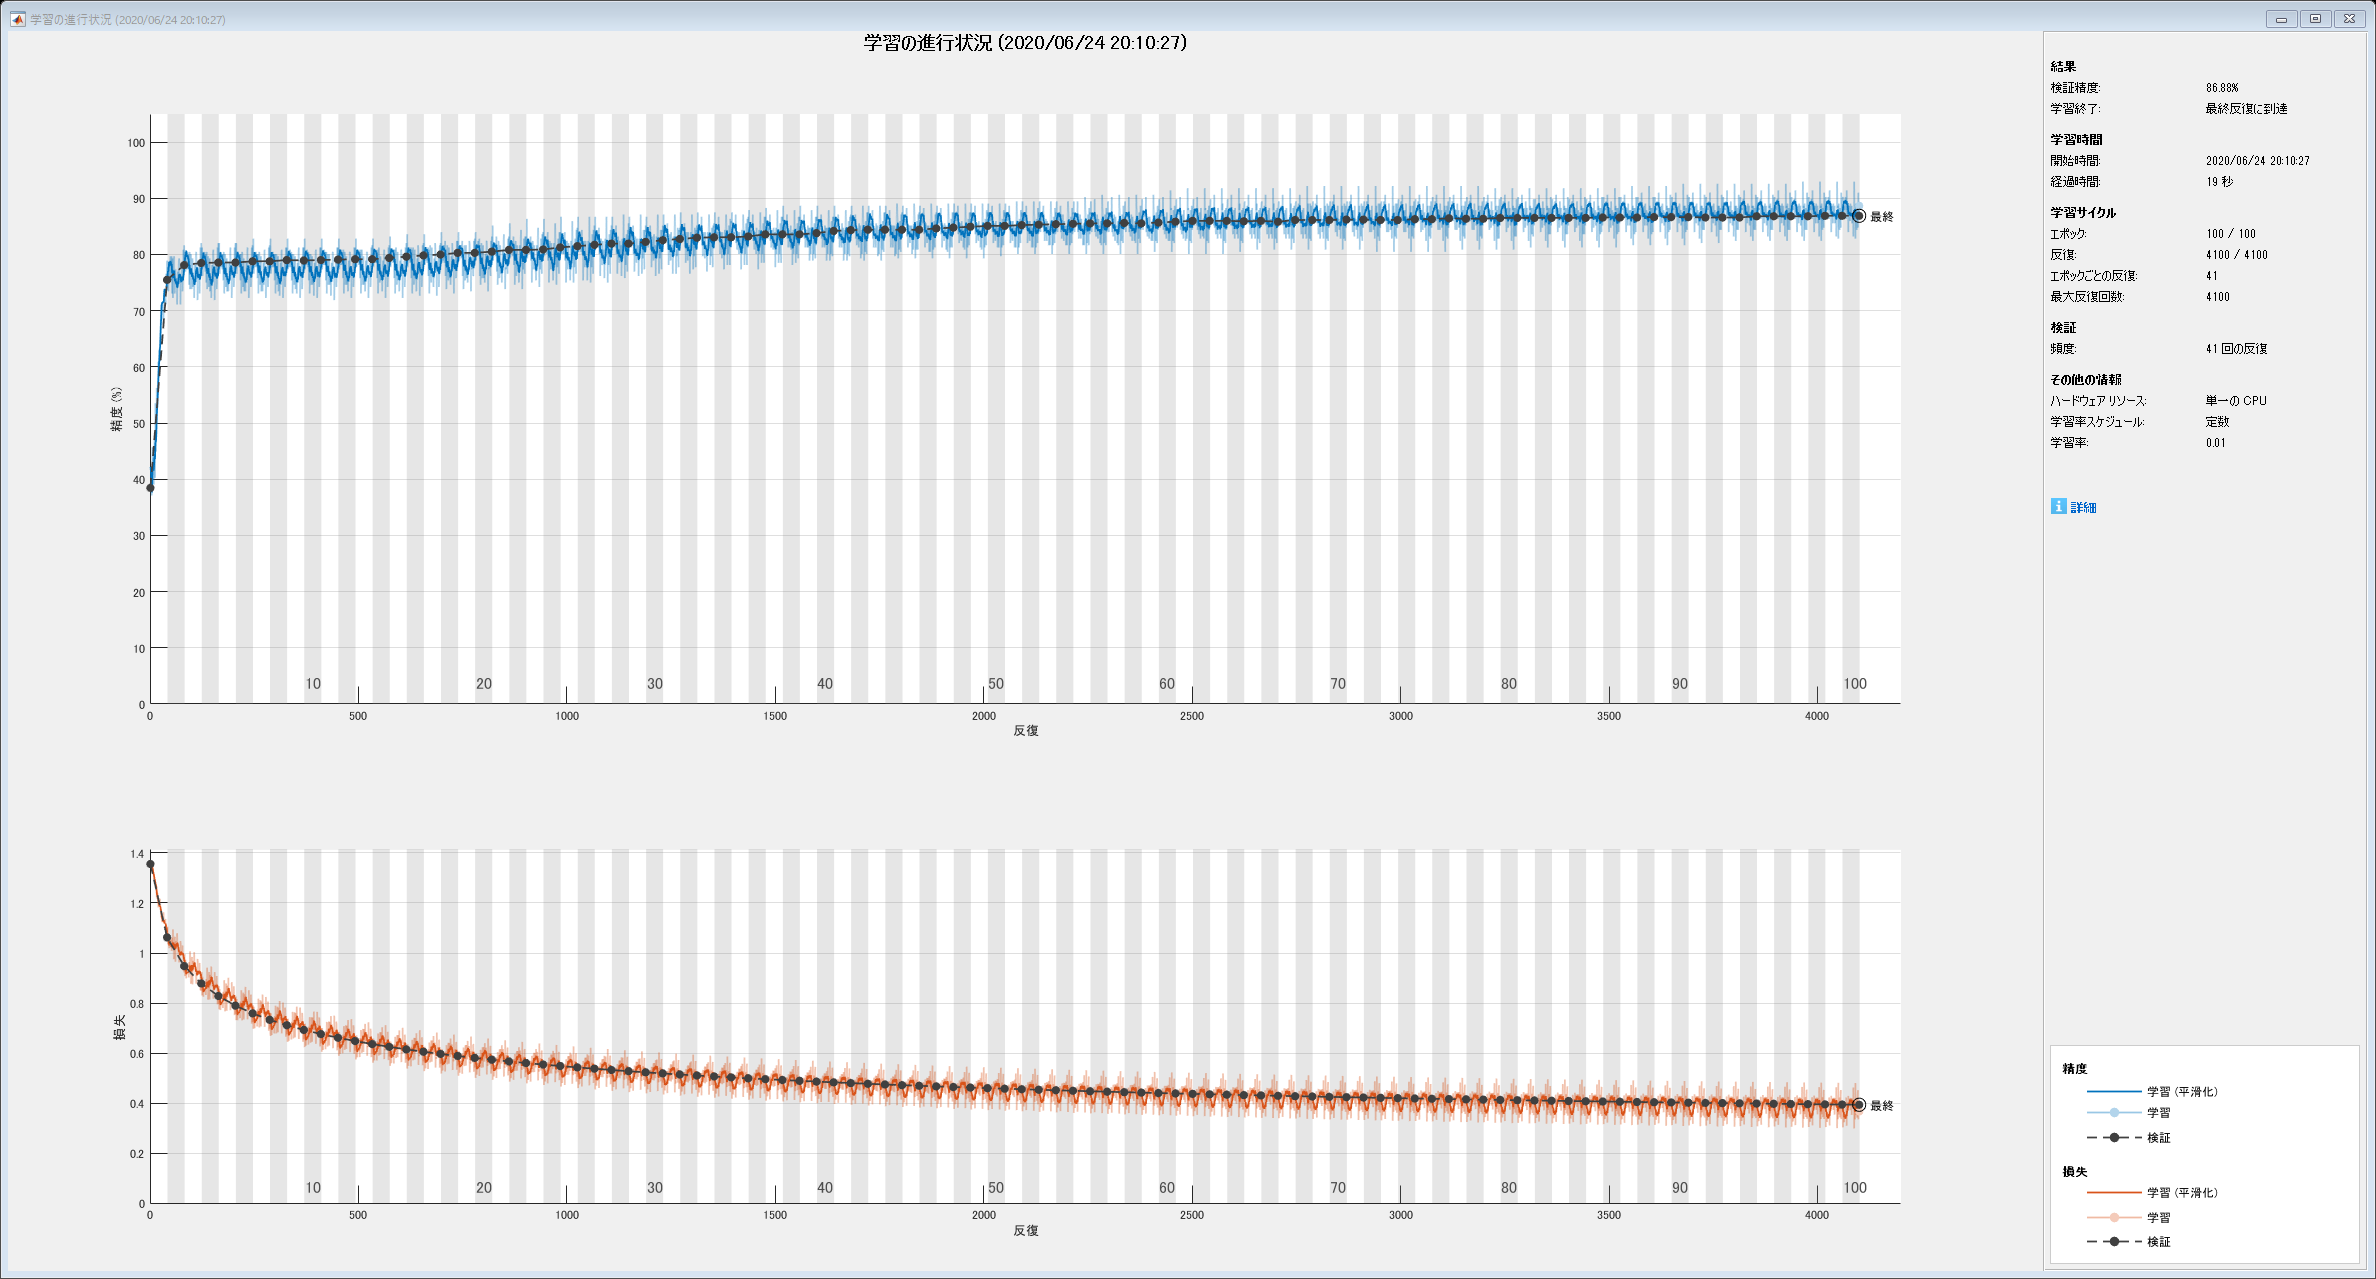 学習の進行状況 (2020/06/24 20:10:27)
学習の進行状況 (2020/06/24 20:10:27)
100
90
80
70
60
50
40
30
20
10
0
精度 (%)
最終
10 20 30 40 50 60 70 80 90 100
0 500 1000 1500 2000 2500 3000 3500 4000
反復
1.4
1.2
1
0.8
0.6
0.4
0.2
0
損失
最終
10 20 30 40 50 60 70 80 90 100
0 500 1000 1500 2000 2500 3000 3500 4000
反復
結果
検証精度: 86.88%
学習終了: 最終反復に到達
学習時間
開始時間: 2020/06/24 20:10:27
経過時間: 19 秒
学習サイクル
エポック: 100 / 100
反復: 4100 / 4100
エポックごとの反復: 41
最大反復回数: 4100
検証
頻度: 41 回の反復
その他の情報
ハードウェア リソース: 単一の CPU
学習率スケジュール: 定数
学習率: 0.01
i 詳細
精度
学習 (平滑化)
学習
検証
損失
学習 (平滑化)
学習
検証